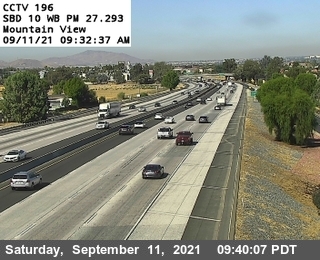 CCTV 196
SBD 10 WB PM 27.293
Mountain View
09/11/21 09:32:37 AM
Saturday, September 11, 2021 09:40:07 PDT